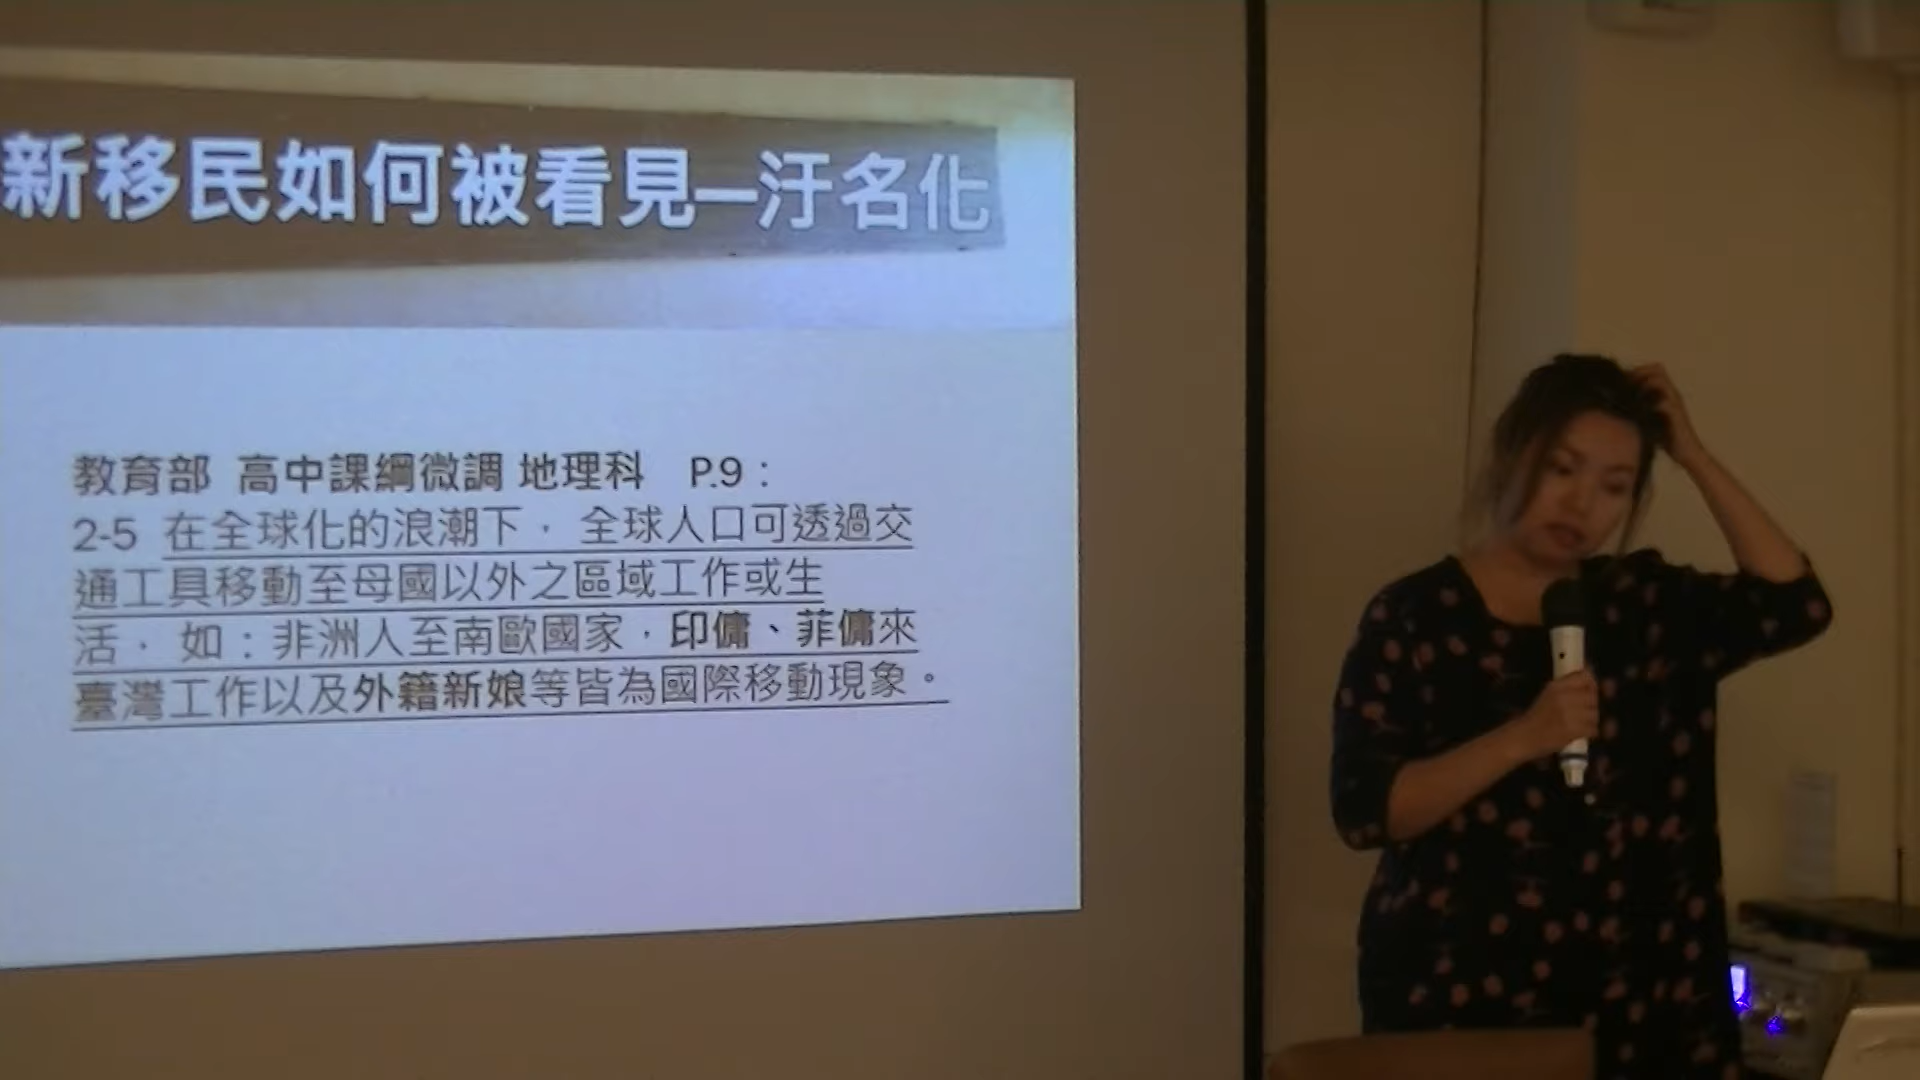 新移民如何被看見—汙名化
教育部 高中課綱微調 地理科 P.9：
2-5 在全球化的浪潮下， 全球人口可透過交
通工具移動至母國以外之區域工作或生
活， 如：非洲人至南歐國家，印傭、菲傭來
臺灣工作以及外籍新娘等皆為國際移動現象。